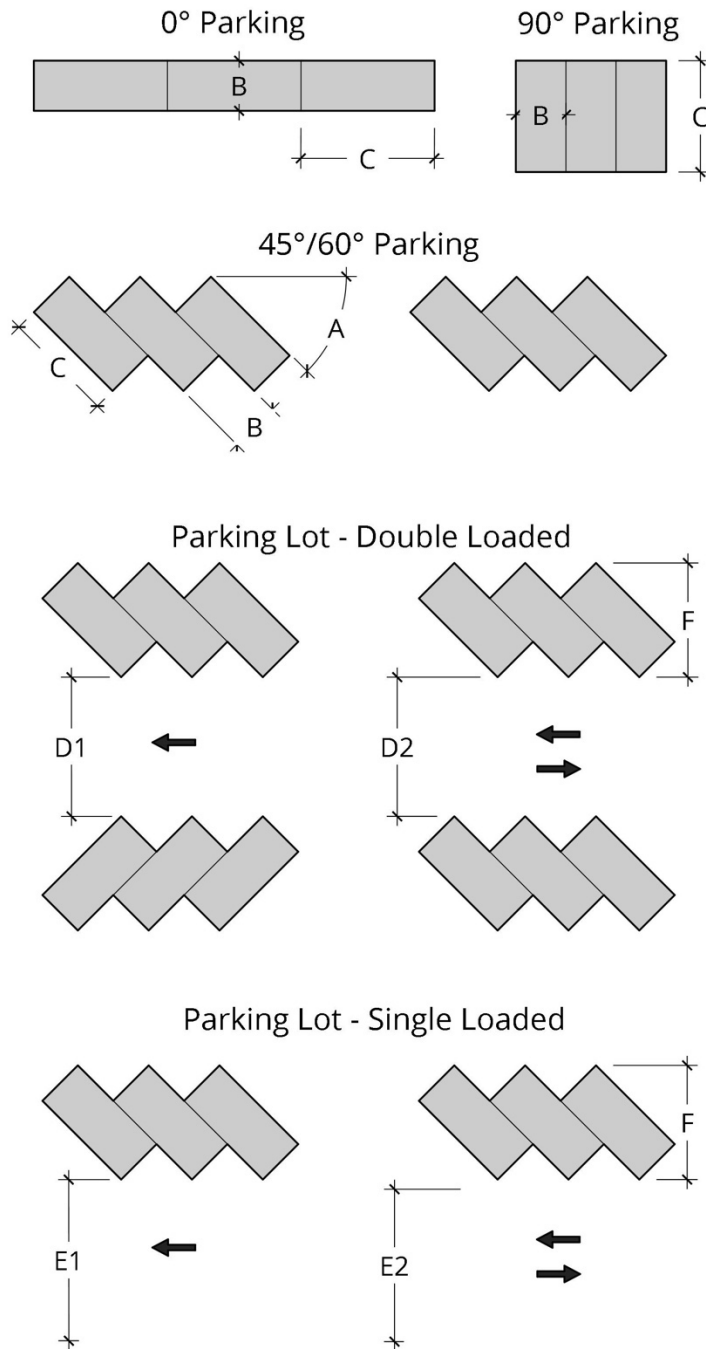 0° Parking
90° Parking
B
C
B
C
45°/60° Parking
A
C
B
Parking Lot - Double Loaded
F
D1
D2
Parking Lot - Single Loaded
F
E1
E2